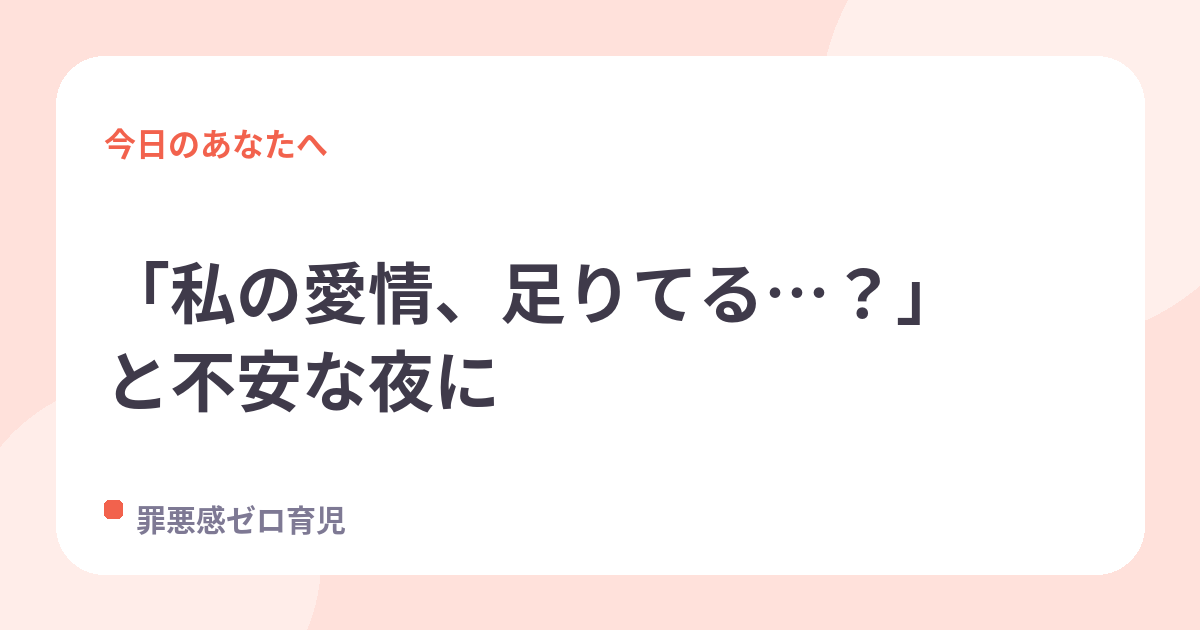 今日のあなたへ
「私の愛情、足りてる…？」
と不安な夜に
罪悪感ゼロ育児